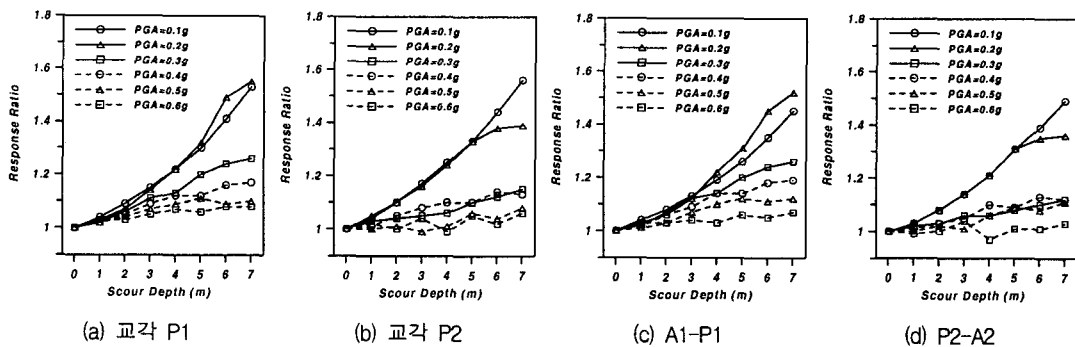 1.8
1.6
1.4
1.2
1
Response Ratio
PGA=0.1g
PGA=0.2g
PGA=0.3g
PGA=0.4g
PGA=0.5g
PGA=0.6g
0 1 2 3 4 5 6 7
Scour Depth (m)
(a) 교각 P1
1.8
1.6
1.4
1.2
1
Response Ratio
PGA=0.1g
PGA=0.2g
PGA=0.3g
PGA=0.4g
PGA=0.5g
PGA=0.6g
0 1 2 3 4 5 6 7
Scour Depth (m)
(b) 교각 P2
1.8
1.6
1.4
1.2
1
Response Ratio
PGA=0.1g
PGA=0.2g
PGA=0.3g
PGA=0.4g
PGA=0.5g
PGA=0.6g
0 1 2 3 4 5 6 7
Scour Depth (m)
(c) A1-P1
1.8
1.6
1.4
1.2
1
Response Ratio
PGA=0.1g
PGA=0.2g
PGA=0.3g
PGA=0.4g
PGA=0.5g
PGA=0.6g
0 1 2 3 4 5 6 7
Scour Depth (m)
(d) P2-A2